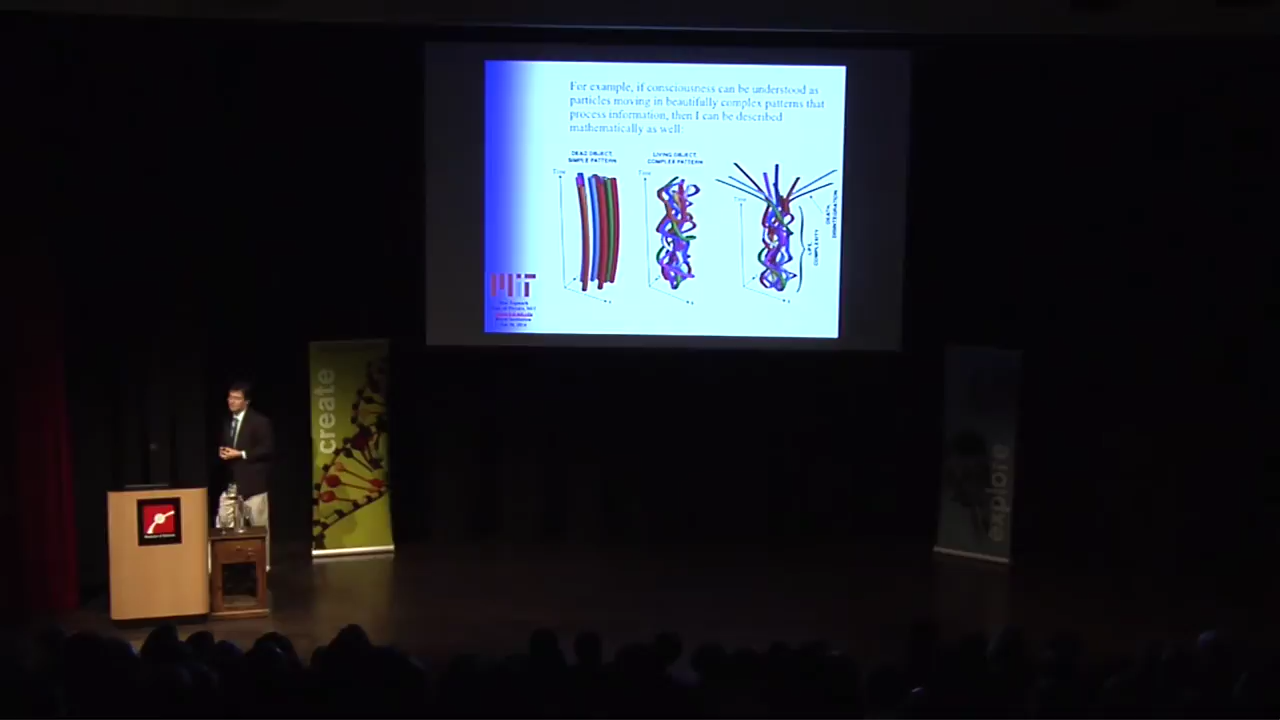 For example, if consciousness can be understood as
particles moving in beautifully complex patterns that
process information, then I can be described
mathematically as well:
DEAD OBJECT:
SIMPLE PATTERN
LIVING OBJECT:
COMPLEX PATTERN
Time
Time
Time
LIFE:
COMPLEXITY
DEATH:
DISINTEGRATION
MIT
create
explore